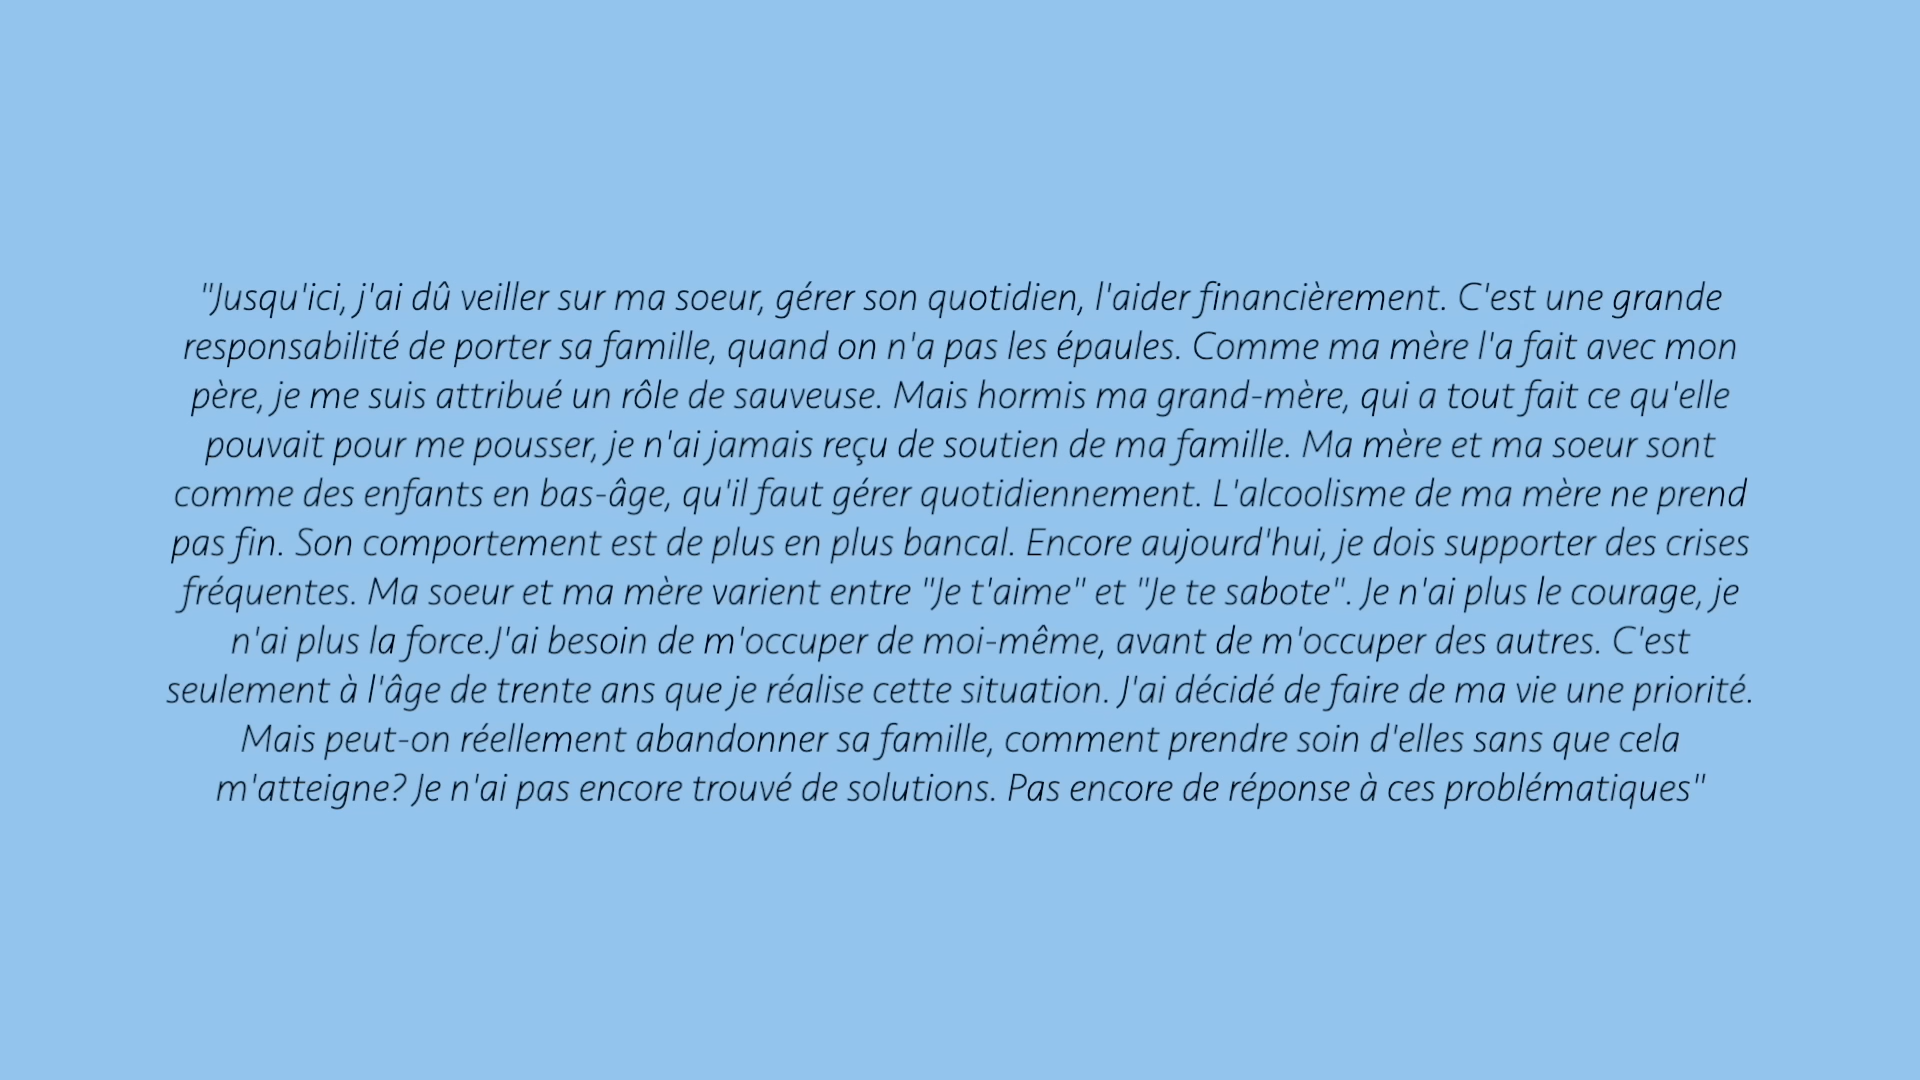 "Jusqu'ici, j'ai dû veiller sur ma soeur, gérer son quotidien, l'aider financièrement. C'est une grande
responsabilité de porter sa famille, quand on n'a pas les épaules. Comme ma mère l'a fait avec mon
père, je me suis attribué un rôle de sauveuse. Mais hormis ma grand-mère, qui a tout fait ce qu'elle
pouvait pour me pousser, je n'ai jamais reçu de soutien de ma famille. Ma mère et ma soeur sont
comme des enfants en bas-âge, qu'il faut gérer quotidiennement. L'alcoolisme de ma mère ne prend
pas fin. Son comportement est de plus en plus bancal. Encore aujourd'hui, je dois supporter des crises
fréquentes. Ma soeur et ma mère varient entre "Je t'aime" et "Je te sabote". Je n'ai plus le courage, je
n'ai plus la force.J'ai besoin de m'occuper de moi-même, avant de m'occuper des autres. C'est
seulement à l'âge de trente ans que je réalise cette situation. J'ai décidé de faire de ma vie une priorité.
Mais peut-on réellement abandonner sa famille, comment prendre soin d'elles sans que cela
m'atteigne? Je n'ai pas encore trouvé de solutions. Pas encore de réponse à ces problématiques"